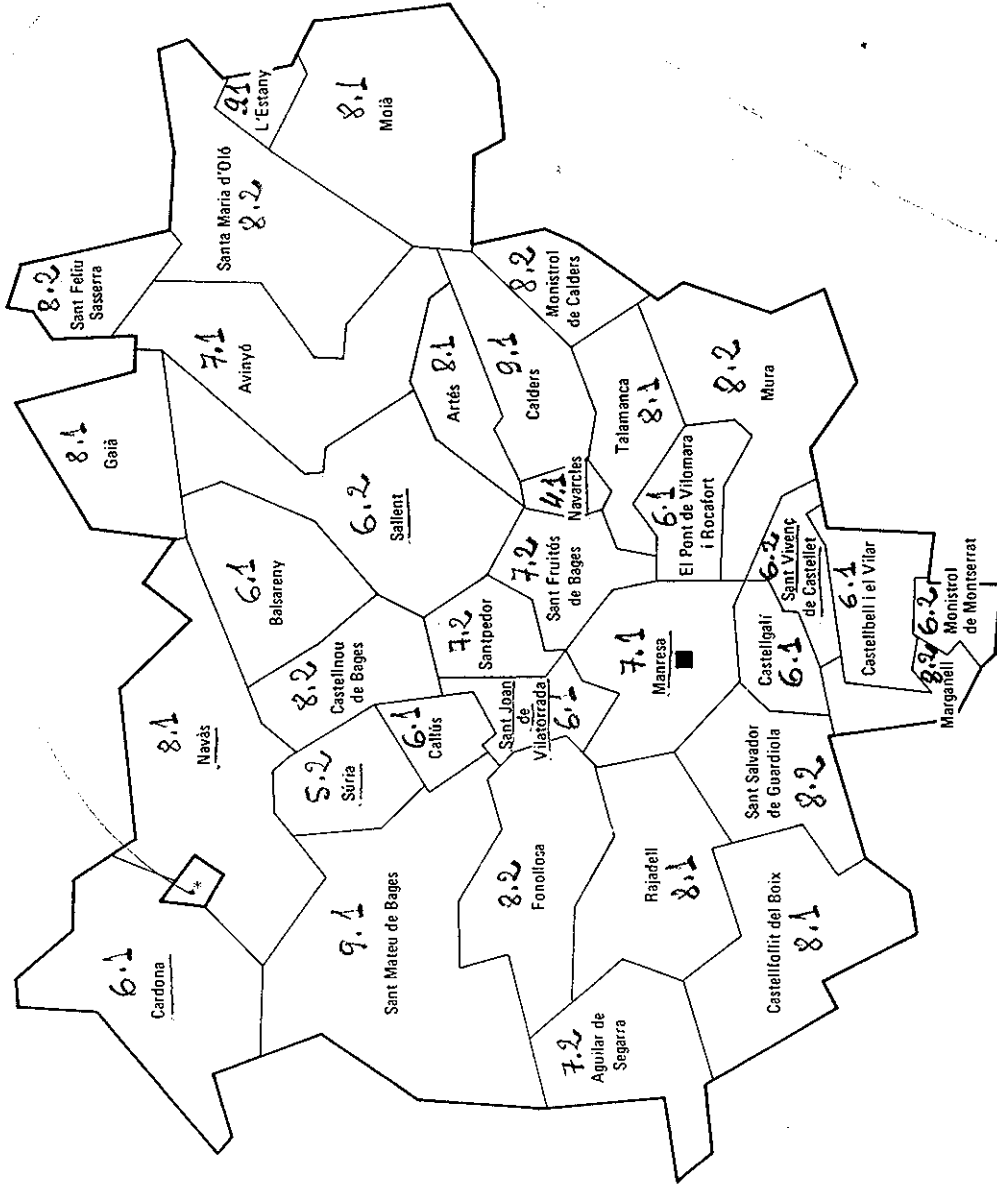 8.2
Sant Feliu
Sasserra
9.1
L'Estany
8.1
Moià
Santa Maria d'Oló
8.2
7.1
Avinyó
8.1
Gaià
8.2
Monistrol
de Calders
Artés 8.1
9.1
Calders
6.2
Sallent
Talamanca
8.1
8.2
Mura
4.1
Navarcles
6.1
El Pont de Vilomara
i Rocafort
6.1
Balsareny
7.2
Sant Fruitós
de Bages
7.2
Santpedor
8.2
Castellnou
de Bages
8.1
Navàs
5.2
Súria
6.1
Callús
Sant Joan
de
Vilatorrada
6.1
7.1
Manresa
6.2
Sant Vivenç
de Castellet
Castellgalí
6.1
6.1
Castellbell i el Vilar
6.2
Monistrol
de Montserrat
8.2
Marganell
Sant Salvador
de Guardiola
8.2
8.2
Fonollosa
Rajadell
8.1
6.1
Cardona
*
9.1
Sant Mateu de Bages
7.2
Aguilar de
Segarra
Castellfollit del Boix
8.1